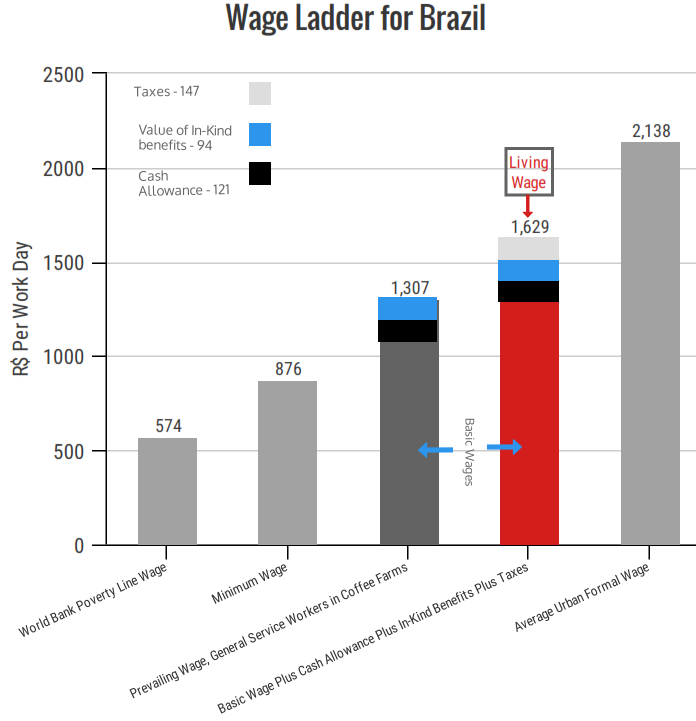 Wage Ladder for Brazil
R$ Per Work Day
2500
2000
1500
1000
500
0
Taxes - 147
Value of In-Kind
benefits - 94
Cash
Allowance - 121
574
876
1,307
Living
Wage
1,629
2,138
Basic Wages
World Bank Poverty Line Wage
Minimum Wage
Prevailing Wage, General Service Workers in Coffee Farms
Basic Wage Plus Cash Allowance Plus In-Kind Benefits Plus Taxes
Average Urban Formal Wage